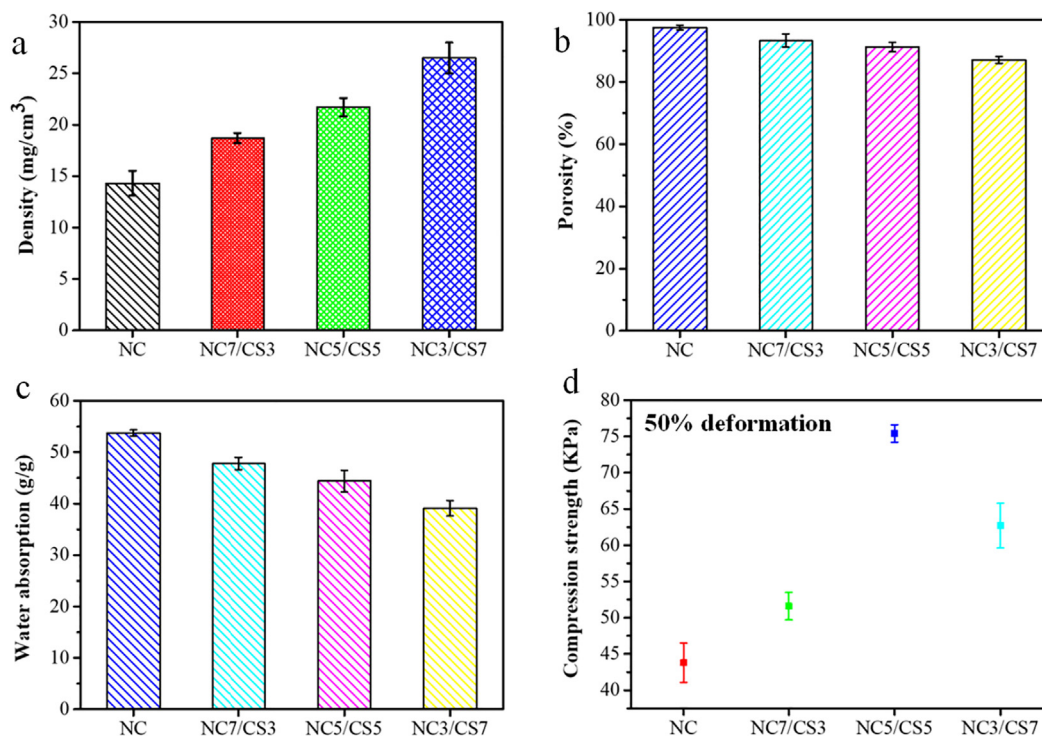 a
30
25
20
15
10
5
0
Density (mg/cm³)
NC NC7/CS3 NC5/CS5 NC3/CS7
b
100
80
60
40
20
0
Porosity (%)
NC NC7/CS3 NC5/CS5 NC3/CS7
c
60
50
40
30
20
10
0
Water absorption (g/g)
NC NC7/CS3 NC5/CS5 NC3/CS7
d
50% deformation
80
75
70
65
60
55
50
45
40
Compression strength (KPa)
NC NC7/CS3 NC5/CS5 NC3/CS7